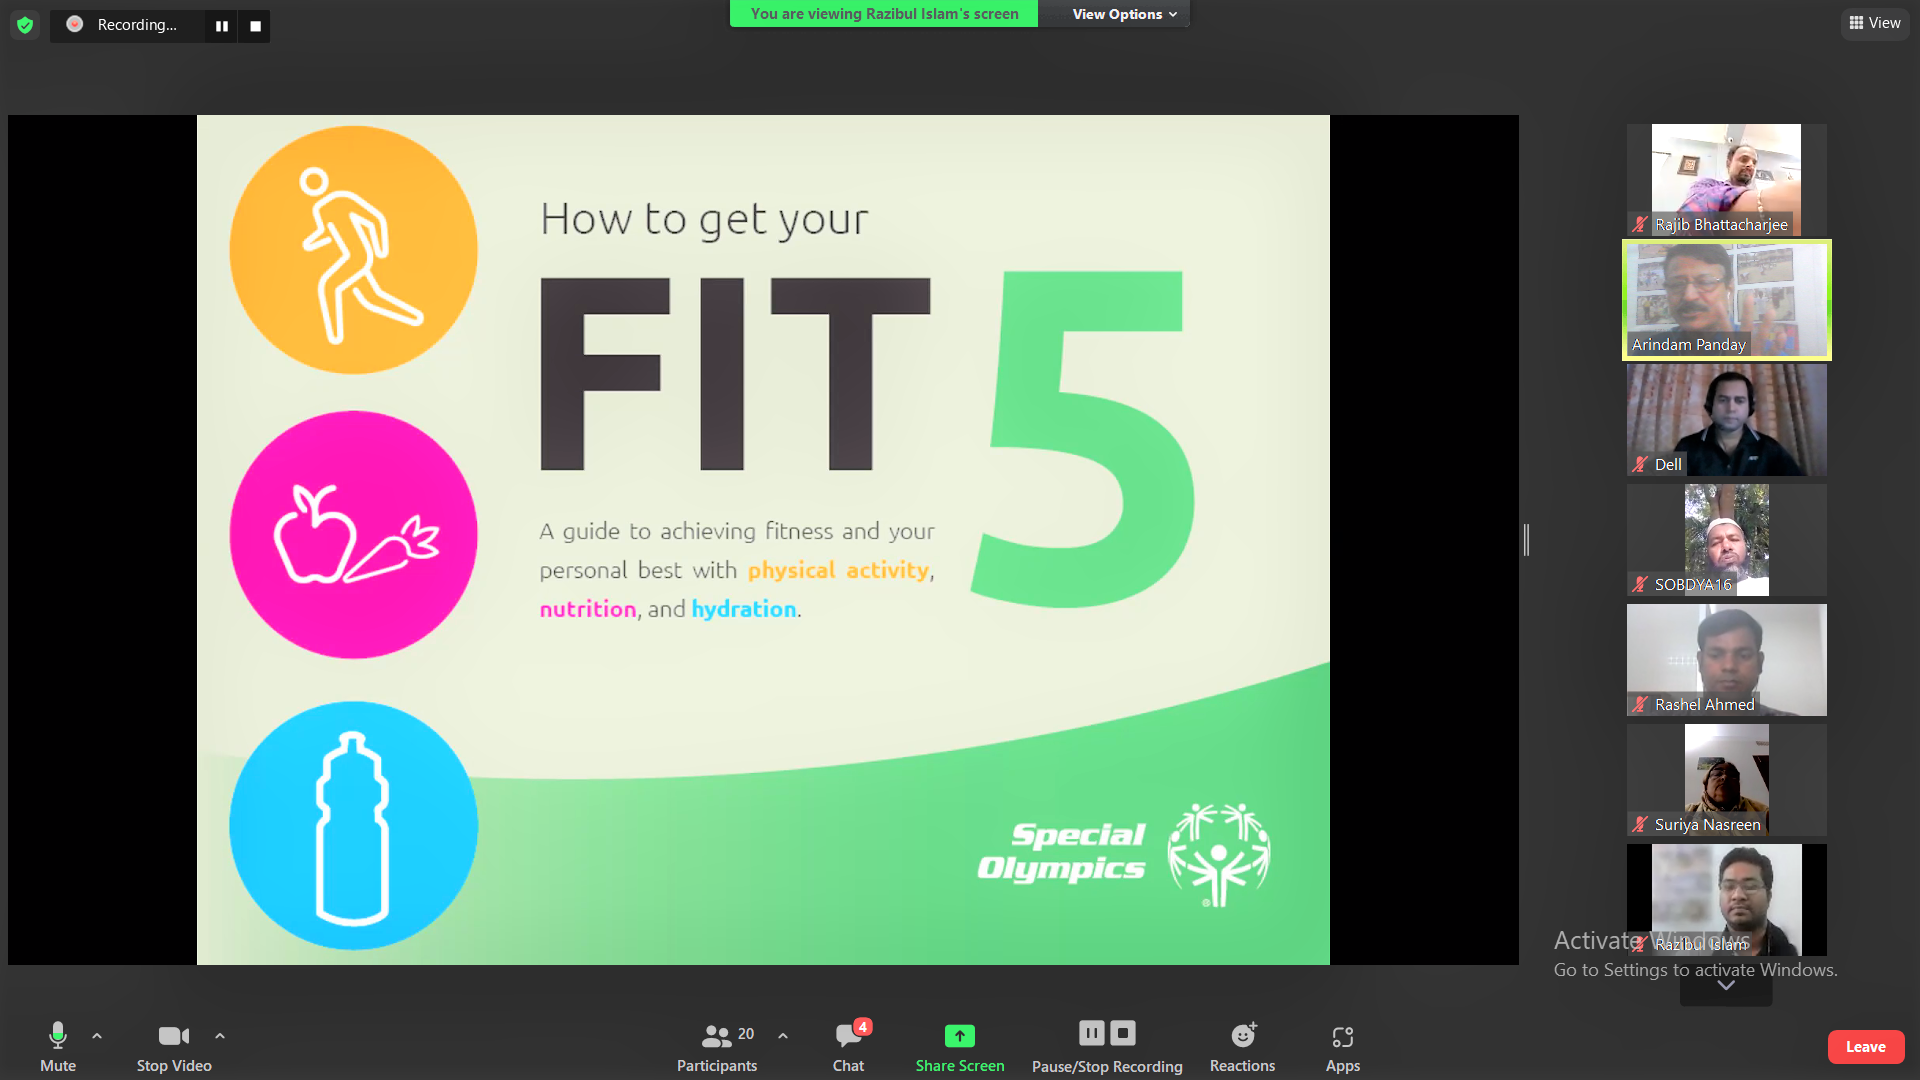 Recording...
You are viewing Razibul Islam's screen
View Options
View
How to get your
FIT 5
A guide to achieving fitness and your
personal best with physical activity,
nutrition, and hydration.
Special
Olympics
®
Rajib Bhattacharjee
Arindam Panday
Dell
SOBDYA16
Rashel Ahmed
Suriya Nasreen
Razibul Islam
Activate Windows
Go to Settings to activate Windows.
Mute
Stop Video
20
Participants
4
Chat
Share Screen
Pause/Stop Recording
Reactions
Apps
Leave